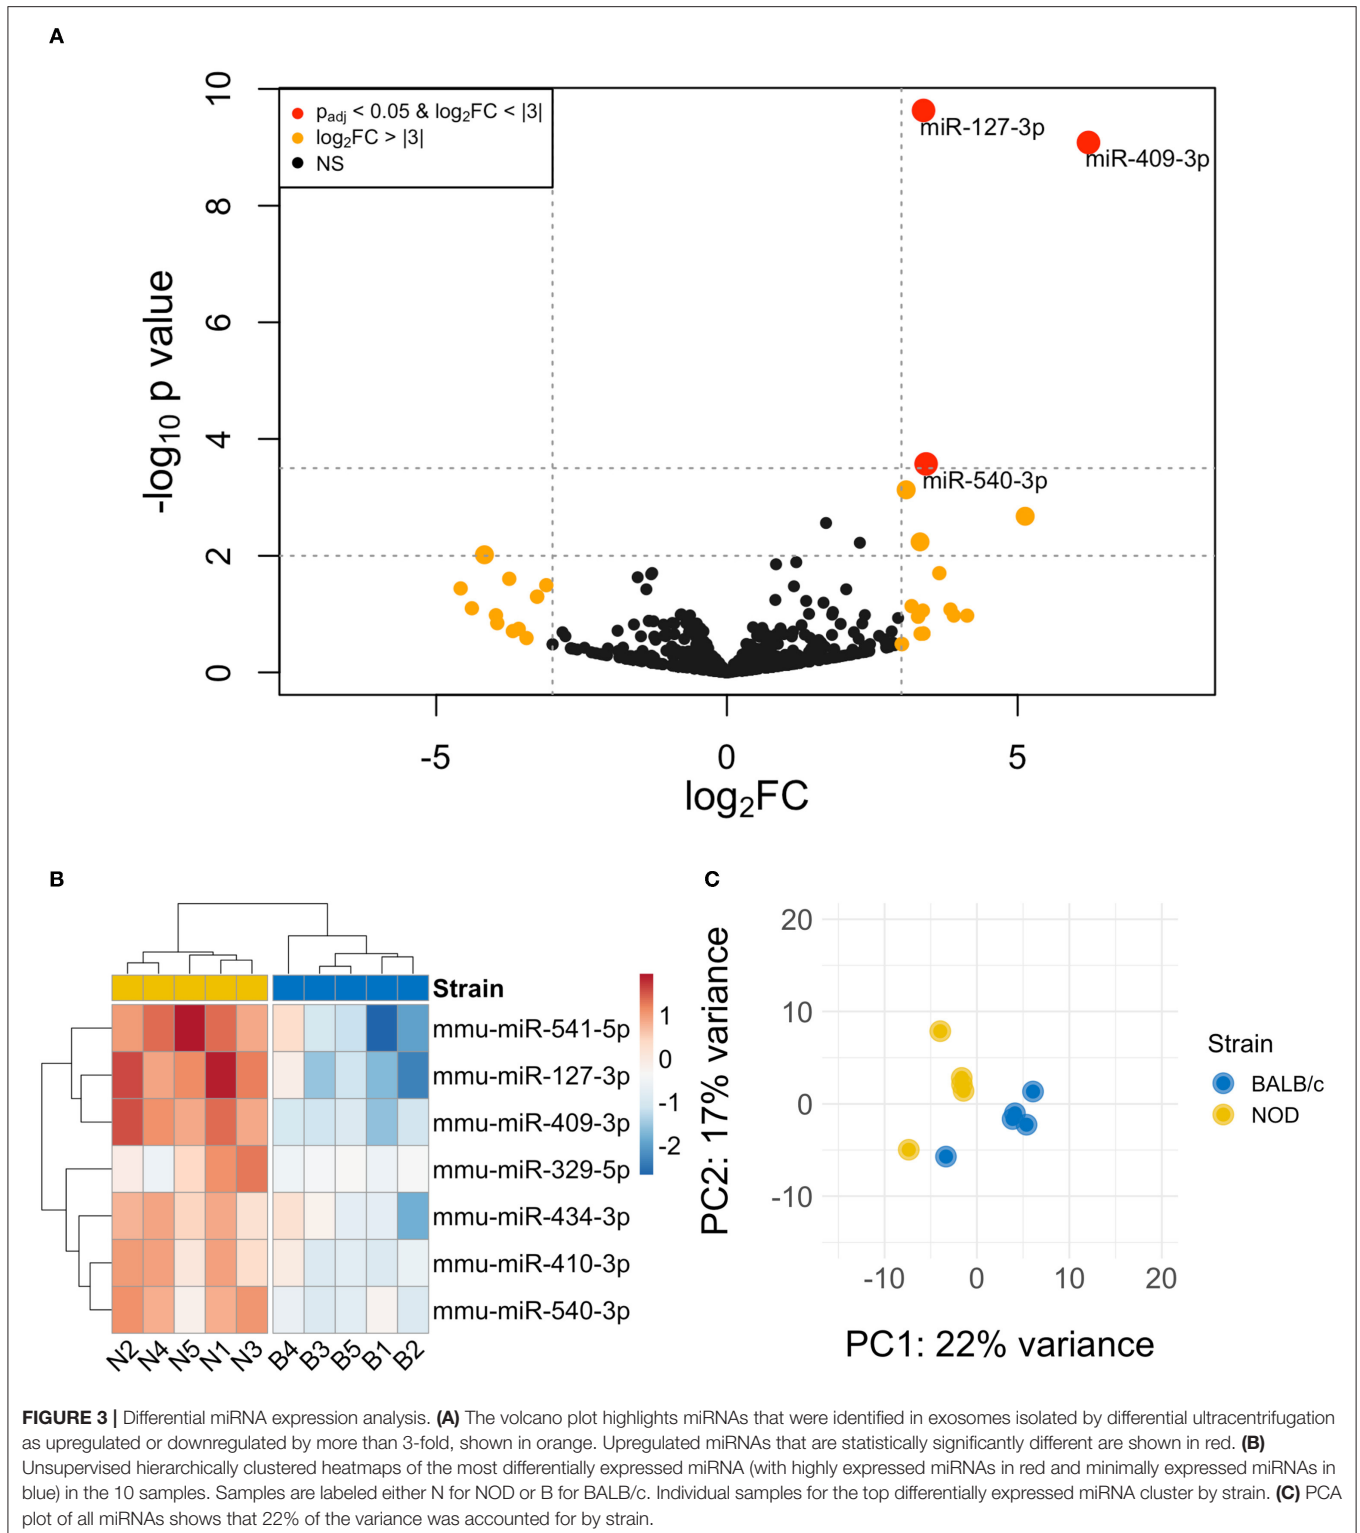 A
10
8
6
4
2
0
-log10 p value
padj < 0.05 & log2FC < |3|
log2FC > |3|
NS
miR-127-3p
miR-409-3p
miR-540-3p
-5 0 5
log2FC
B
Strain
mmu-miR-541-5p
mmu-miR-127-3p
mmu-miR-409-3p
mmu-miR-329-5p
mmu-miR-434-3p
mmu-miR-410-3p
mmu-miR-540-3p
N2 N4 N5 N1 N3 B4 B3 B5 B1 B2
1
0
-1
-2
C
PC2: 17% variance
20
10
0
-10
-10 0 10 20
PC1: 22% variance
Strain
BALB/c
NOD
FIGURE 3 | Differential miRNA expression analysis. (A) The volcano plot highlights miRNAs that were identified in exosomes isolated by differential ultracentrifugation
as upregulated or downregulated by more than 3-fold, shown in orange. Upregulated miRNAs that are statistically significantly different are shown in red. (B)
Unsupervised hierarchically clustered heatmaps of the most differentially expressed miRNA (with highly expressed miRNAs in red and minimally expressed miRNAs in
blue) in the 10 samples. Samples are labeled either N for NOD or B for BALB/c. Individual samples for the top differentially expressed miRNA cluster by strain. (C) PCA
plot of all miRNAs shows that 22% of the variance was accounted for by strain.